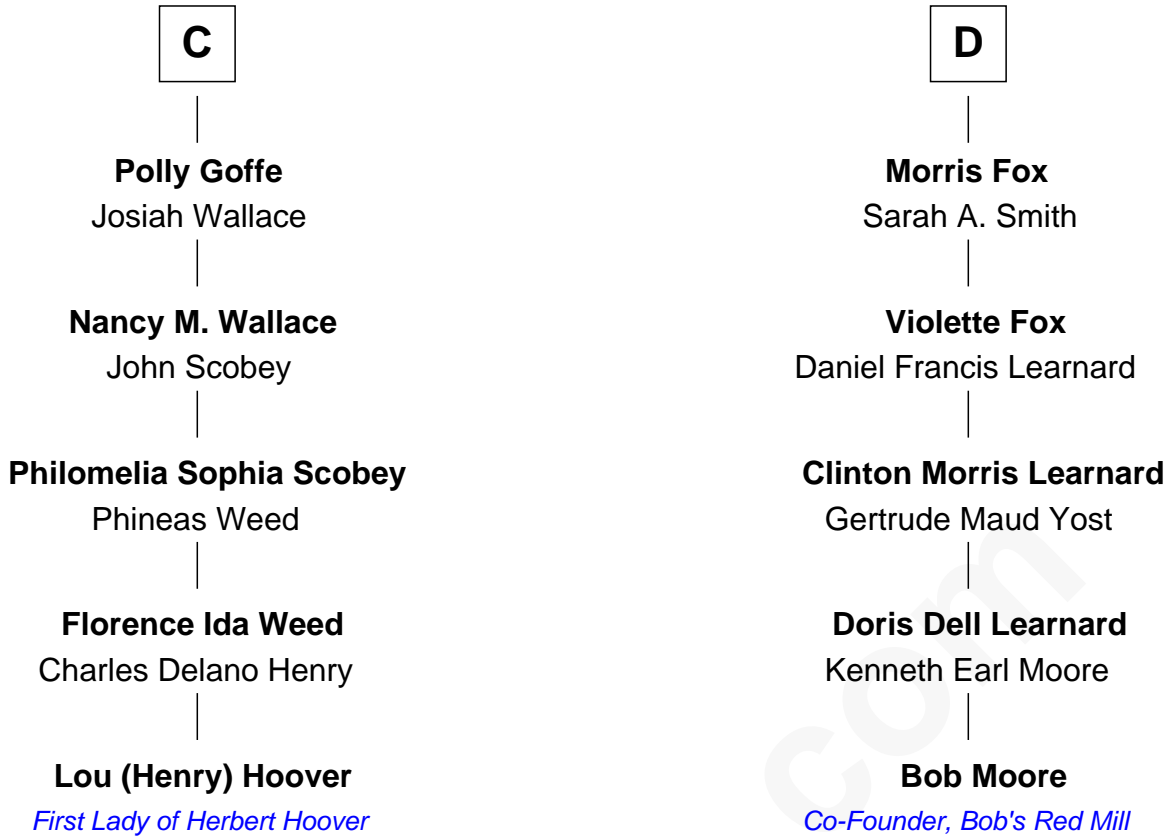 C
Polly Goffe
Josiah Wallace
Nancy M. Wallace
John Scobey
Philomelia Sophia Scobey
Phineas Weed
Florence Ida Weed
Charles Delano Henry
Lou (Henry) Hoover
First Lady of Herbert Hoover
D
Morris Fox
Sarah A. Smith
Violette Fox
Daniel Francis Learnard
Clinton Morris Learnard
Gertrude Maud Yost
Doris Dell Learnard
Kenneth Earl Moore
Bob Moore
Co-Founder, Bob's Red Mill
com